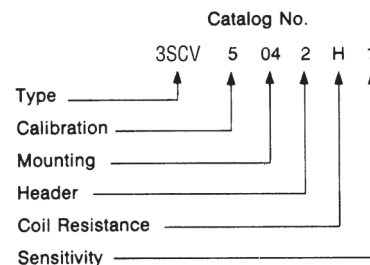 Catalog No.
3SCV 5 04 2 H
Type
Calibration
Mounting
Header
Coil Resistance
Sensitivity